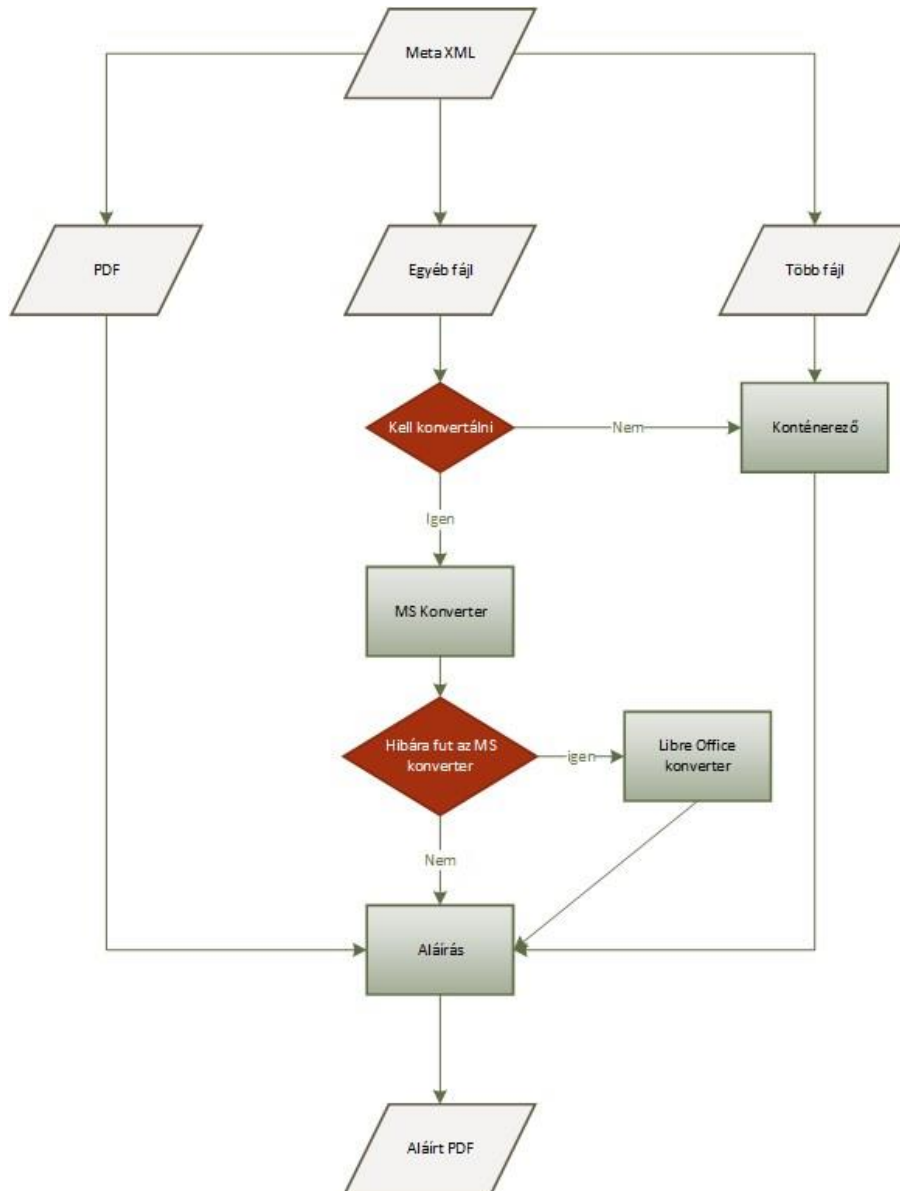 Meta XML
PDF
Egyéb fájl
Több fájl
Kell konvertálni
Nem
Konténerező
Igen
MS Konverter
Hibára fut az MS
konverter
igen
Libre Office
konverter
Nem
Aláírás
Aláírt PDF